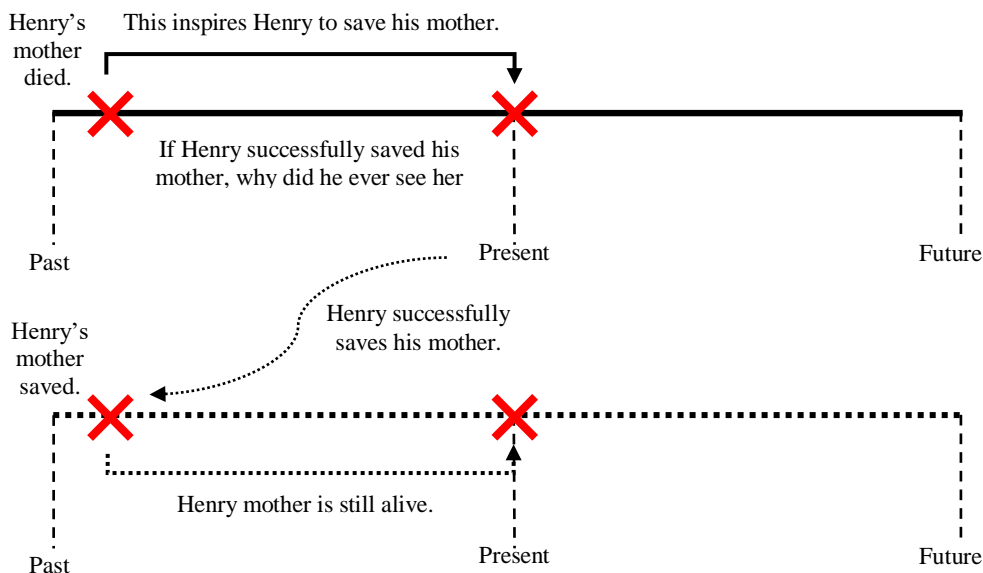 Henry's
mother
died.
This inspires Henry to save his mother.
If Henry successfully saved his
mother, why did he ever see her
Past
Present
Future
Henry successfully
saves his mother.
Henry's
mother
saved.
Henry mother is still alive.
Past
Present
Future